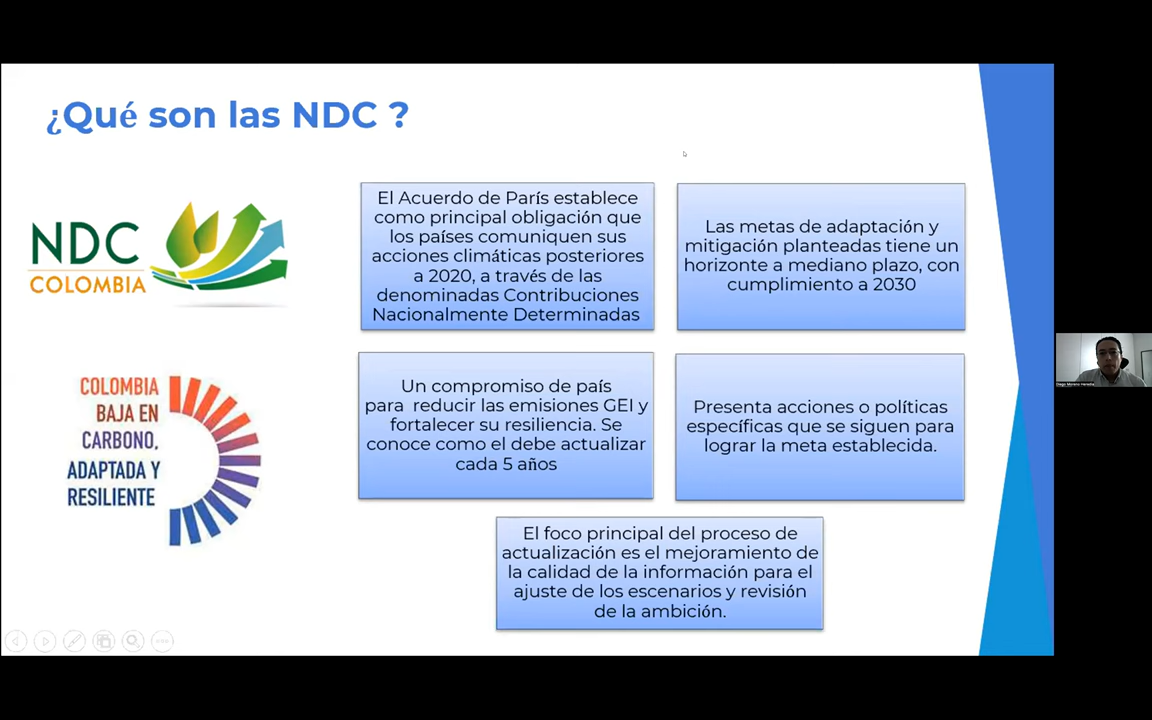 ¿Qué son las NDC ?
NDC
COLOMBIA
El Acuerdo de París establece
como principal obligación que
los países comuniquen sus
acciones climáticas posteriores
a 2020, a través de las
denominadas Contribuciones
Nacionalmente Determinadas
Las metas de adaptación y
mitigación planteadas tiene un
horizonte a mediano plazo, con
cumplimiento a 2030
COLOMBIA
BAJA EN
CARBONO,
ADAPTADA Y
RESILIENTE
Un compromiso de país
para reducir las emisiones GEI y
fortalecer su resiliencia. Se
conoce como el debe actualizar
cada 5 años
Presenta acciones o políticas
específicas que se siguen para
lograr la meta establecida.
El foco principal del proceso de
actualización es el mejoramiento de
la calidad de la información para el
ajuste de los escenarios y revisión
de la ambición.
Diego Moreno Heredia